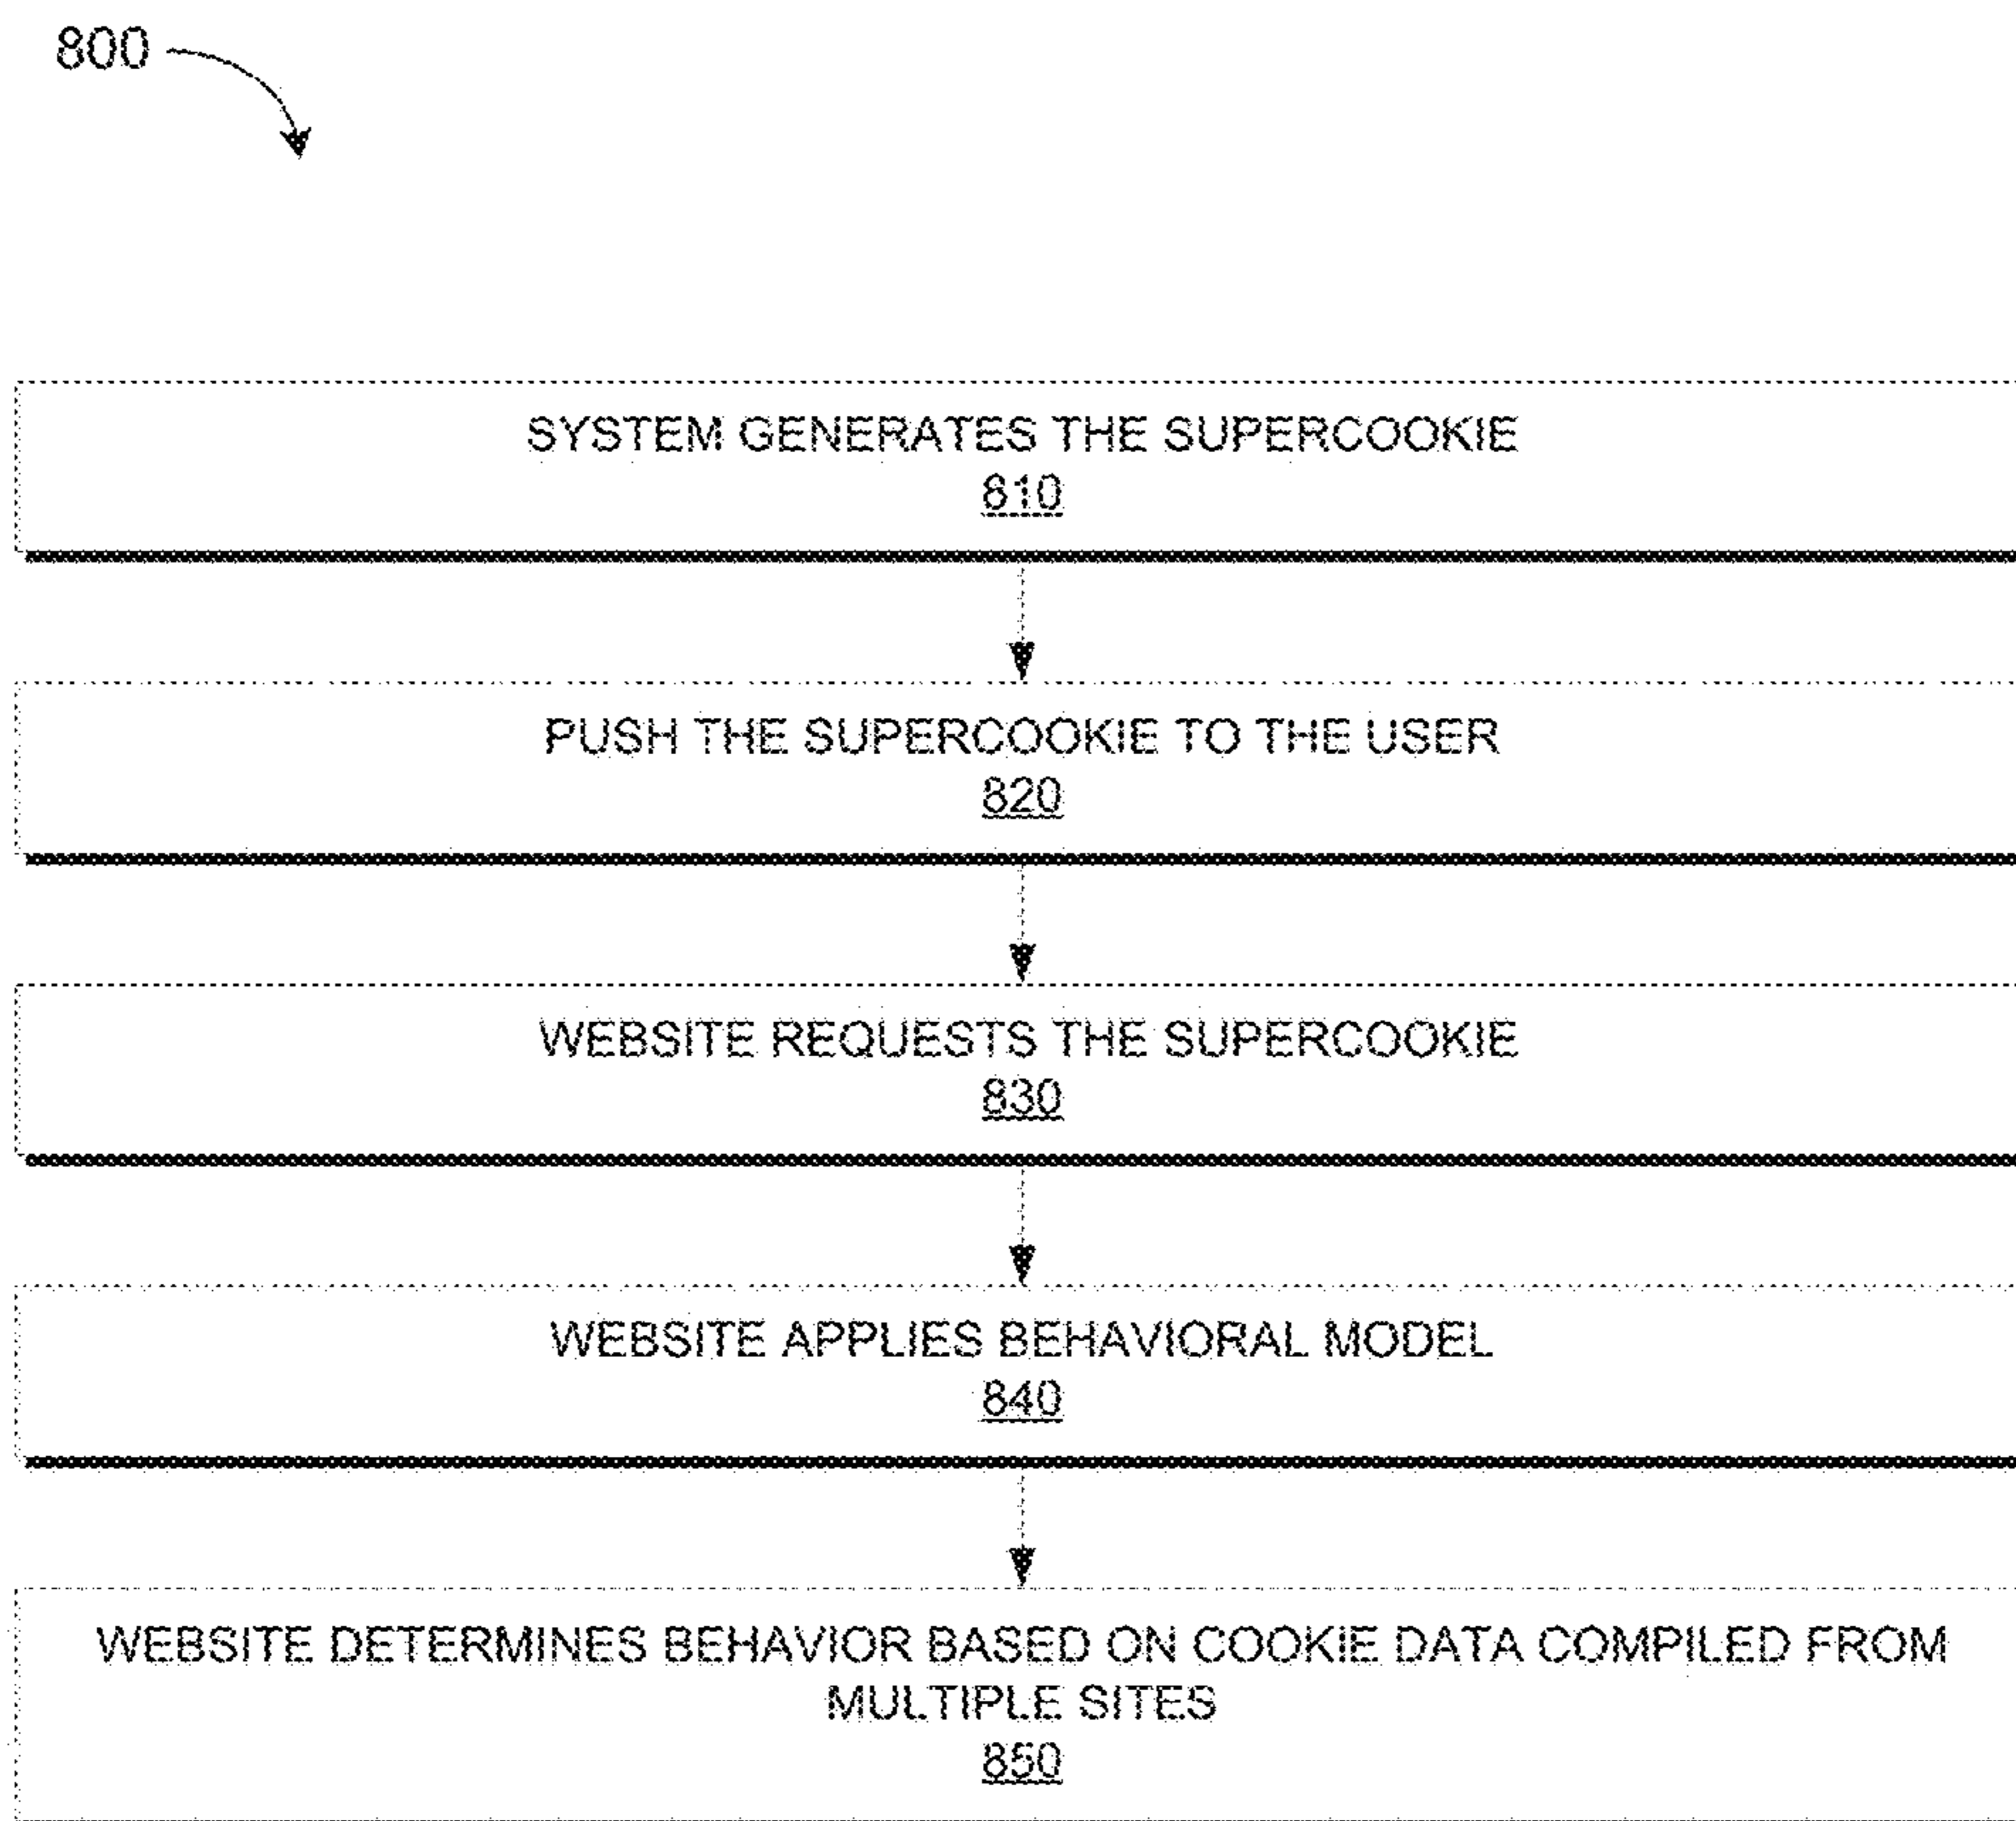 800
SYSTEM GENERATES THE SUPERCOOKIE
810
PUSH THE SUPERCOOKIE TO THE USER
820
WEBSITE REQUESTS THE SUPERCOOKIE
830
WEBSITE APPLIES BEHAVIORAL MODEL
840
WEBSITE DETERMINES BEHAVIOR BASED ON COOKIE DATA COMPILED FROM
MULTIPLE SITES
850